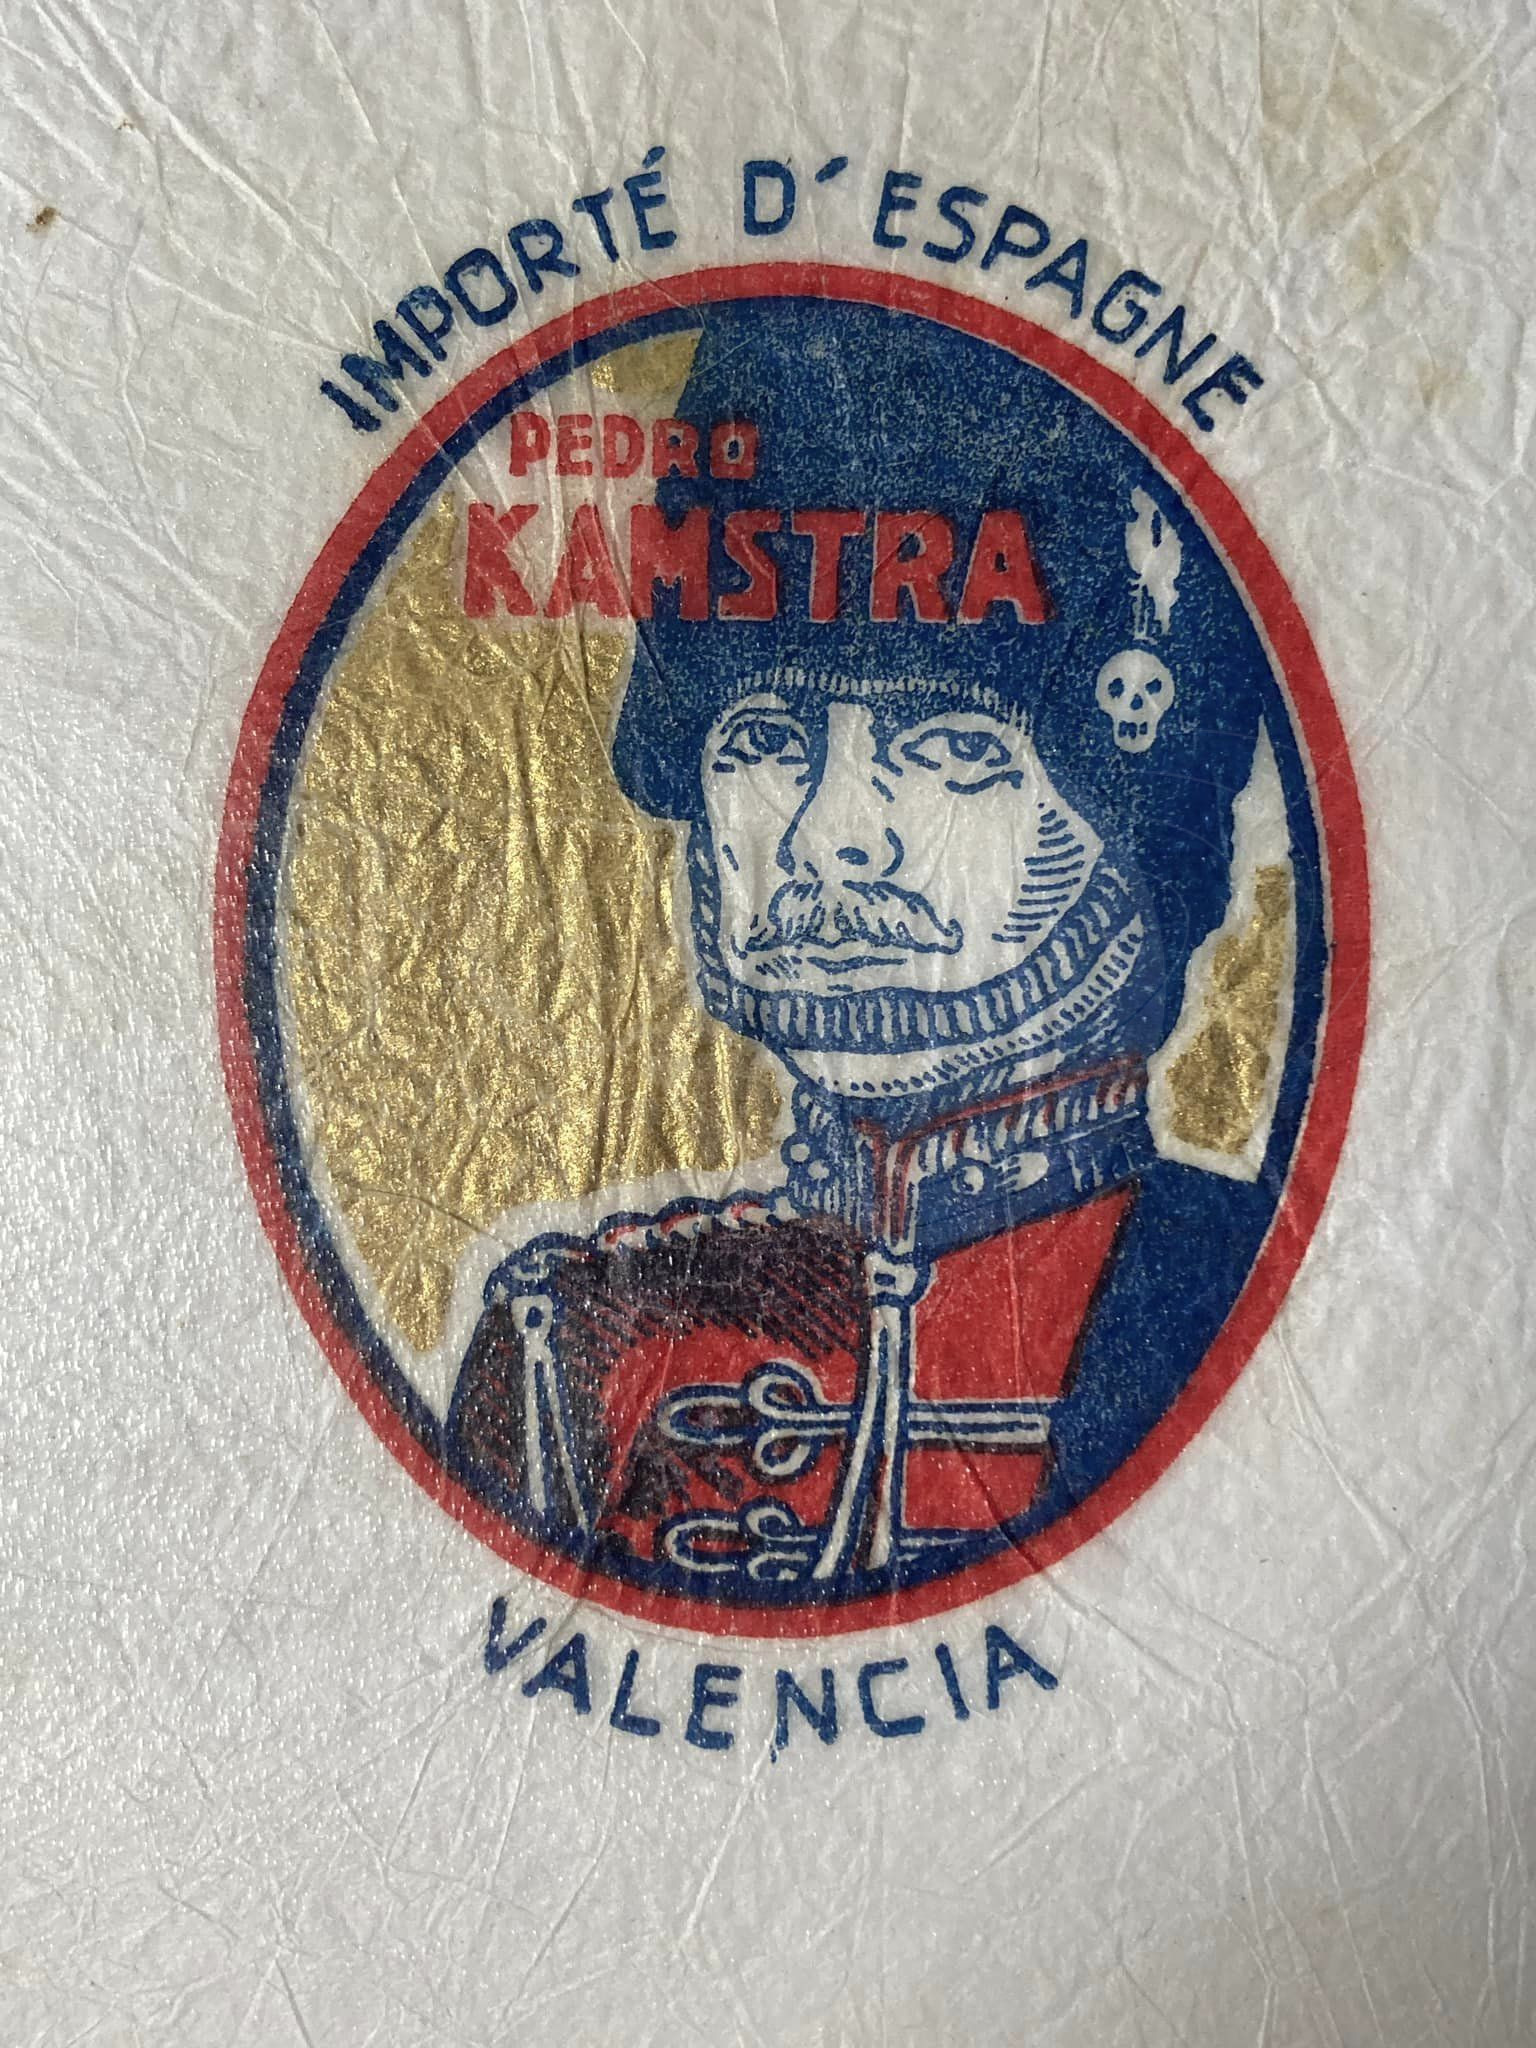 IMPORTÉ D´ESPAGNE
PEDRO
KAMSTRA
VALENCIA